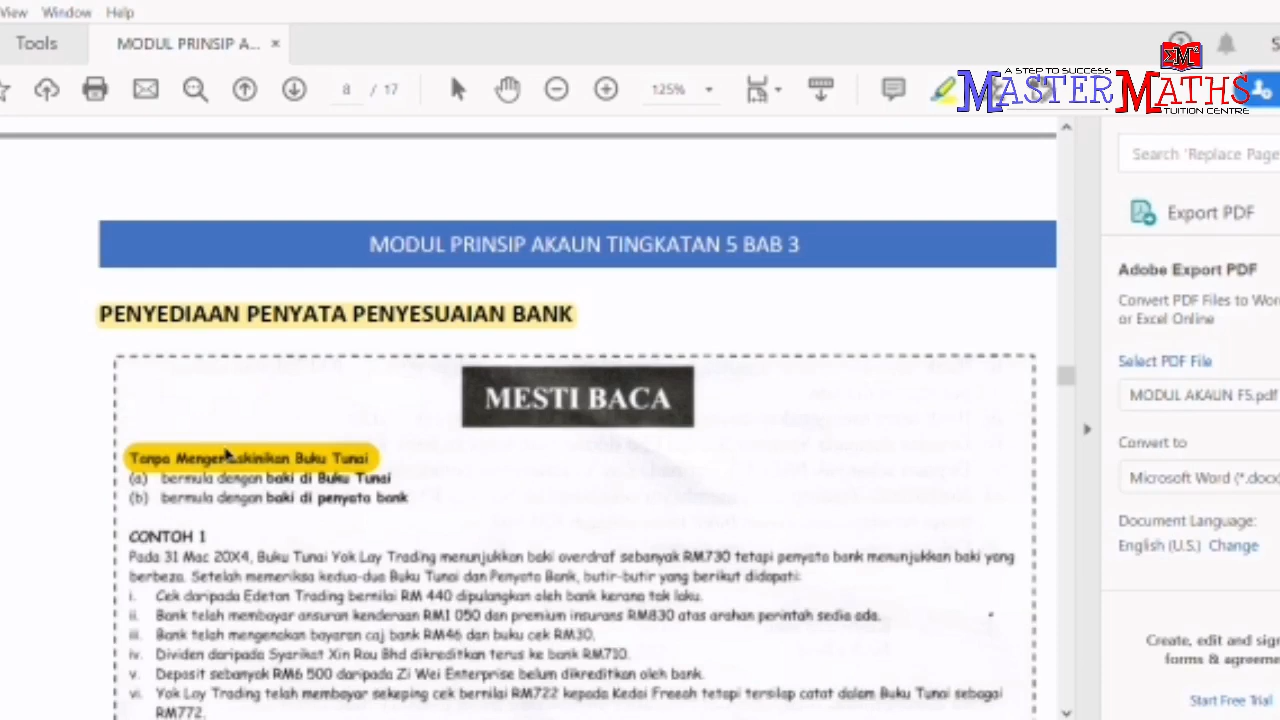 View Window Help
Tools MODUL PRINSIP A... ×
8 / 17 125%
A STEP TO SUCCESS
MASTERMATHS
TUITION CENTRE
Search 'Replace Page
Export PDF
Adobe Export PDF
Convert PDF Files to Wor
or Excel Online
Select PDF File
MODUL AKAUN F5.pdf
Convert to
Microsoft Word (*.docx
Document Language:
English (U.S.) Change
Create, edit and sig
forms & agreeme
Start Free Trial
MODUL PRINSIP AKAUN TINGKATAN 5 BAB 3
PENYEDIAAN PENYATA PENYESUAIAN BANK
MESTI BACA
Tanpa Mengemaskinikan Buku Tunai
(a) bermula dengan baki di Buku Tunai
(b) bermula dengan baki di penyata bank
CONTOH 1
Pada 31 Mac 20X4, Buku Tunai Yok Lay Trading menunjukkan baki overdraf sebanyak RM730 tetapi penyata bank menunjukkan baki yang
berbeza. Setelah memeriksa kedua-dua Buku Tunai dan Penyata Bank, butir-butir yang berikut didapati:
i. Cek daripada Edeton Trading bernilai RM 440 dipulangkan oleh bank kerana tak laku.
ii. Bank telah membayar ansuran kenderaan RM1 050 dan premium insurans RM830 atas arahan perintah sedia ada.
iii. Bank telah mengenakan bayaran caj bank RM46 dan buku cek RM30.
iv. Dividen daripada Syarikat Xin Rou Bhd dikreditkan terus ke bank RM710.
v. Deposit sebanyak RM6 500 daripada Zi Wei Enterprise belum dikreditkan oleh bank.
vi. Yok Lay Trading telah membayar sekeping cek bernilai RM722 kepada Kedai Freeah tetapi tersilap catat dalam Buku Tunai sebagai
RM772.